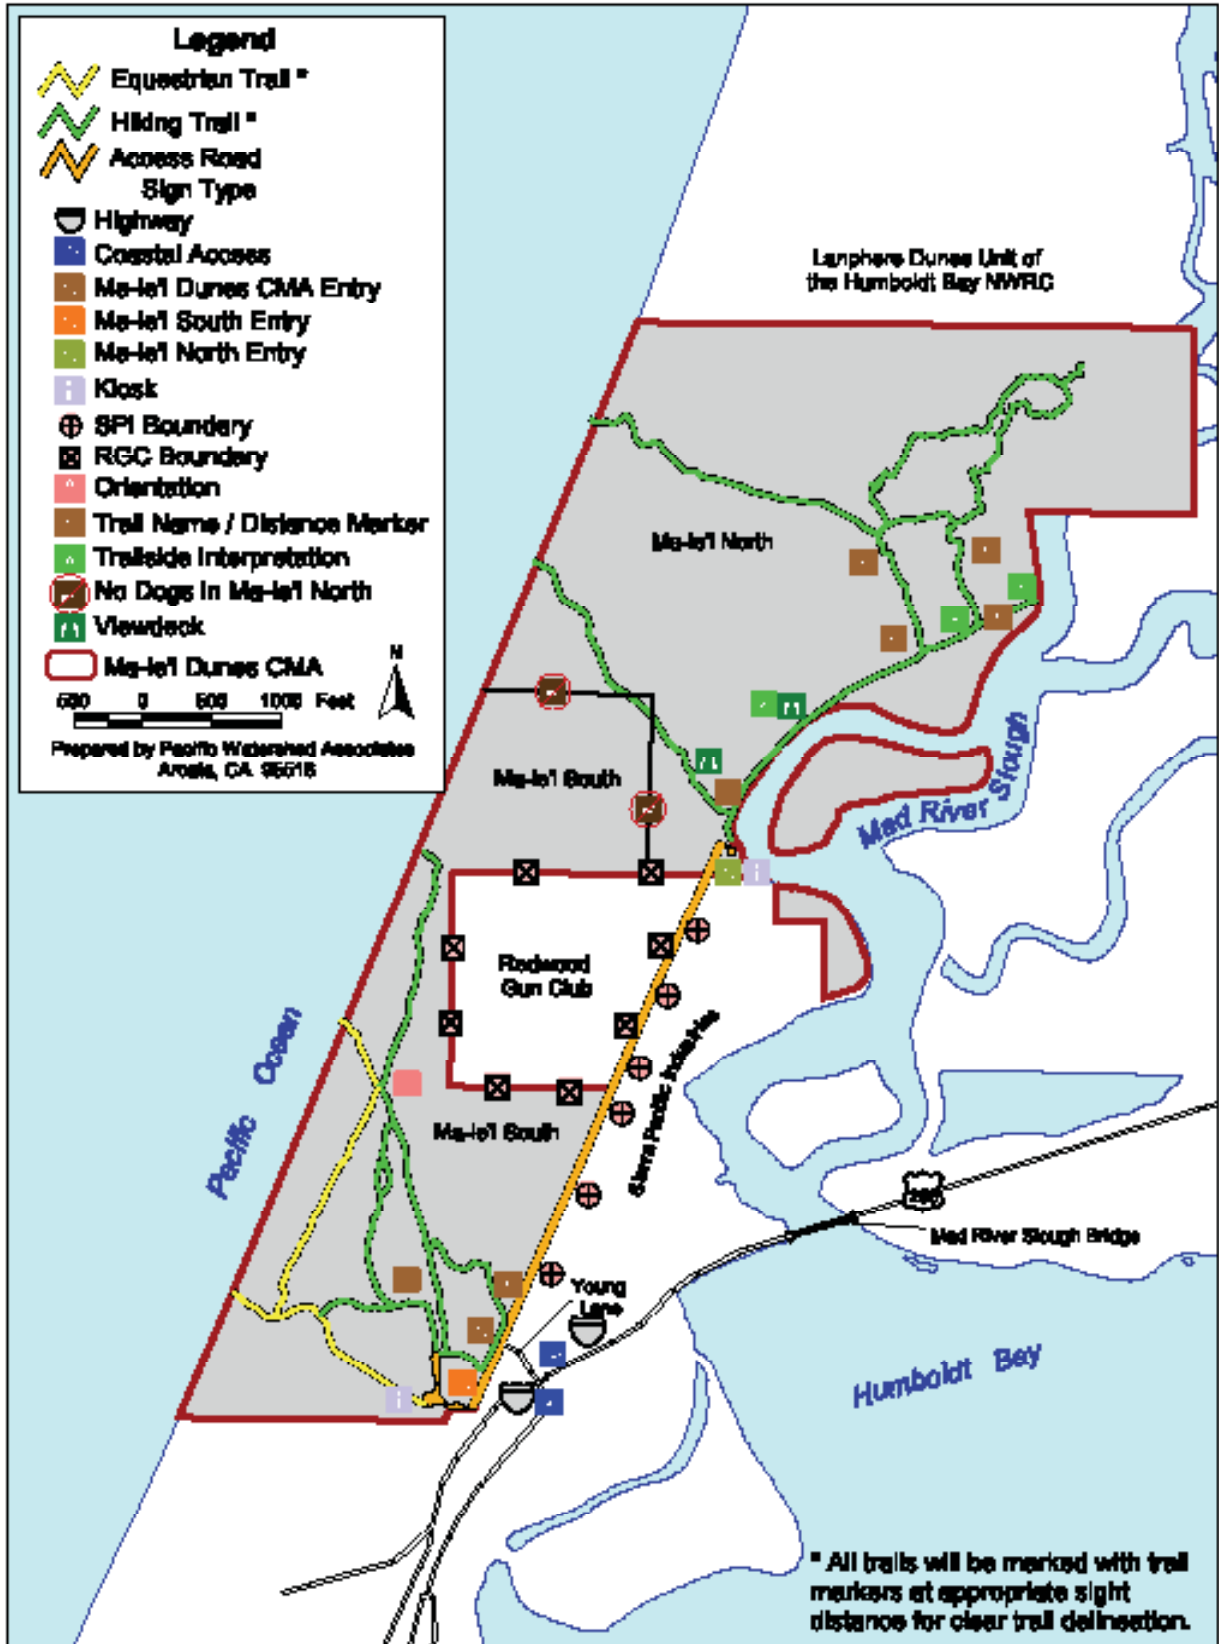 Legend
Equestrian Trail *
Hiking Trail *
Access Road
Sign Type
Highway
Coastal Access
Ma-le'l Dunes CMA Entry
Ma-le'l South Entry
Ma-le'l North Entry
Kiosk
SPI Boundary
RGC Boundary
Orientation
Trail Name / Distance Marker
Trailside Interpretation
No Dogs in Ma-le'l North
Viewdeck
Ma-le'l Dunes CMA
N
500 0 500 1000 Feet
Prepared by Pacific Watershed Associates
Arcata, CA 95518
Lanphere Dunes Unit of
the Humboldt Bay NWRC
Ma-le'l North
Ma-le'l South
Mad River Slough
Redwood
Gun Club
Pacific Ocean
Sierra Pacific Industries
Ma-le'l South
Mad River Slough Bridge
Young
Lane
Humboldt Bay
* All trails will be marked with trail
markers at appropriate sight
distance for clear trail delineation.